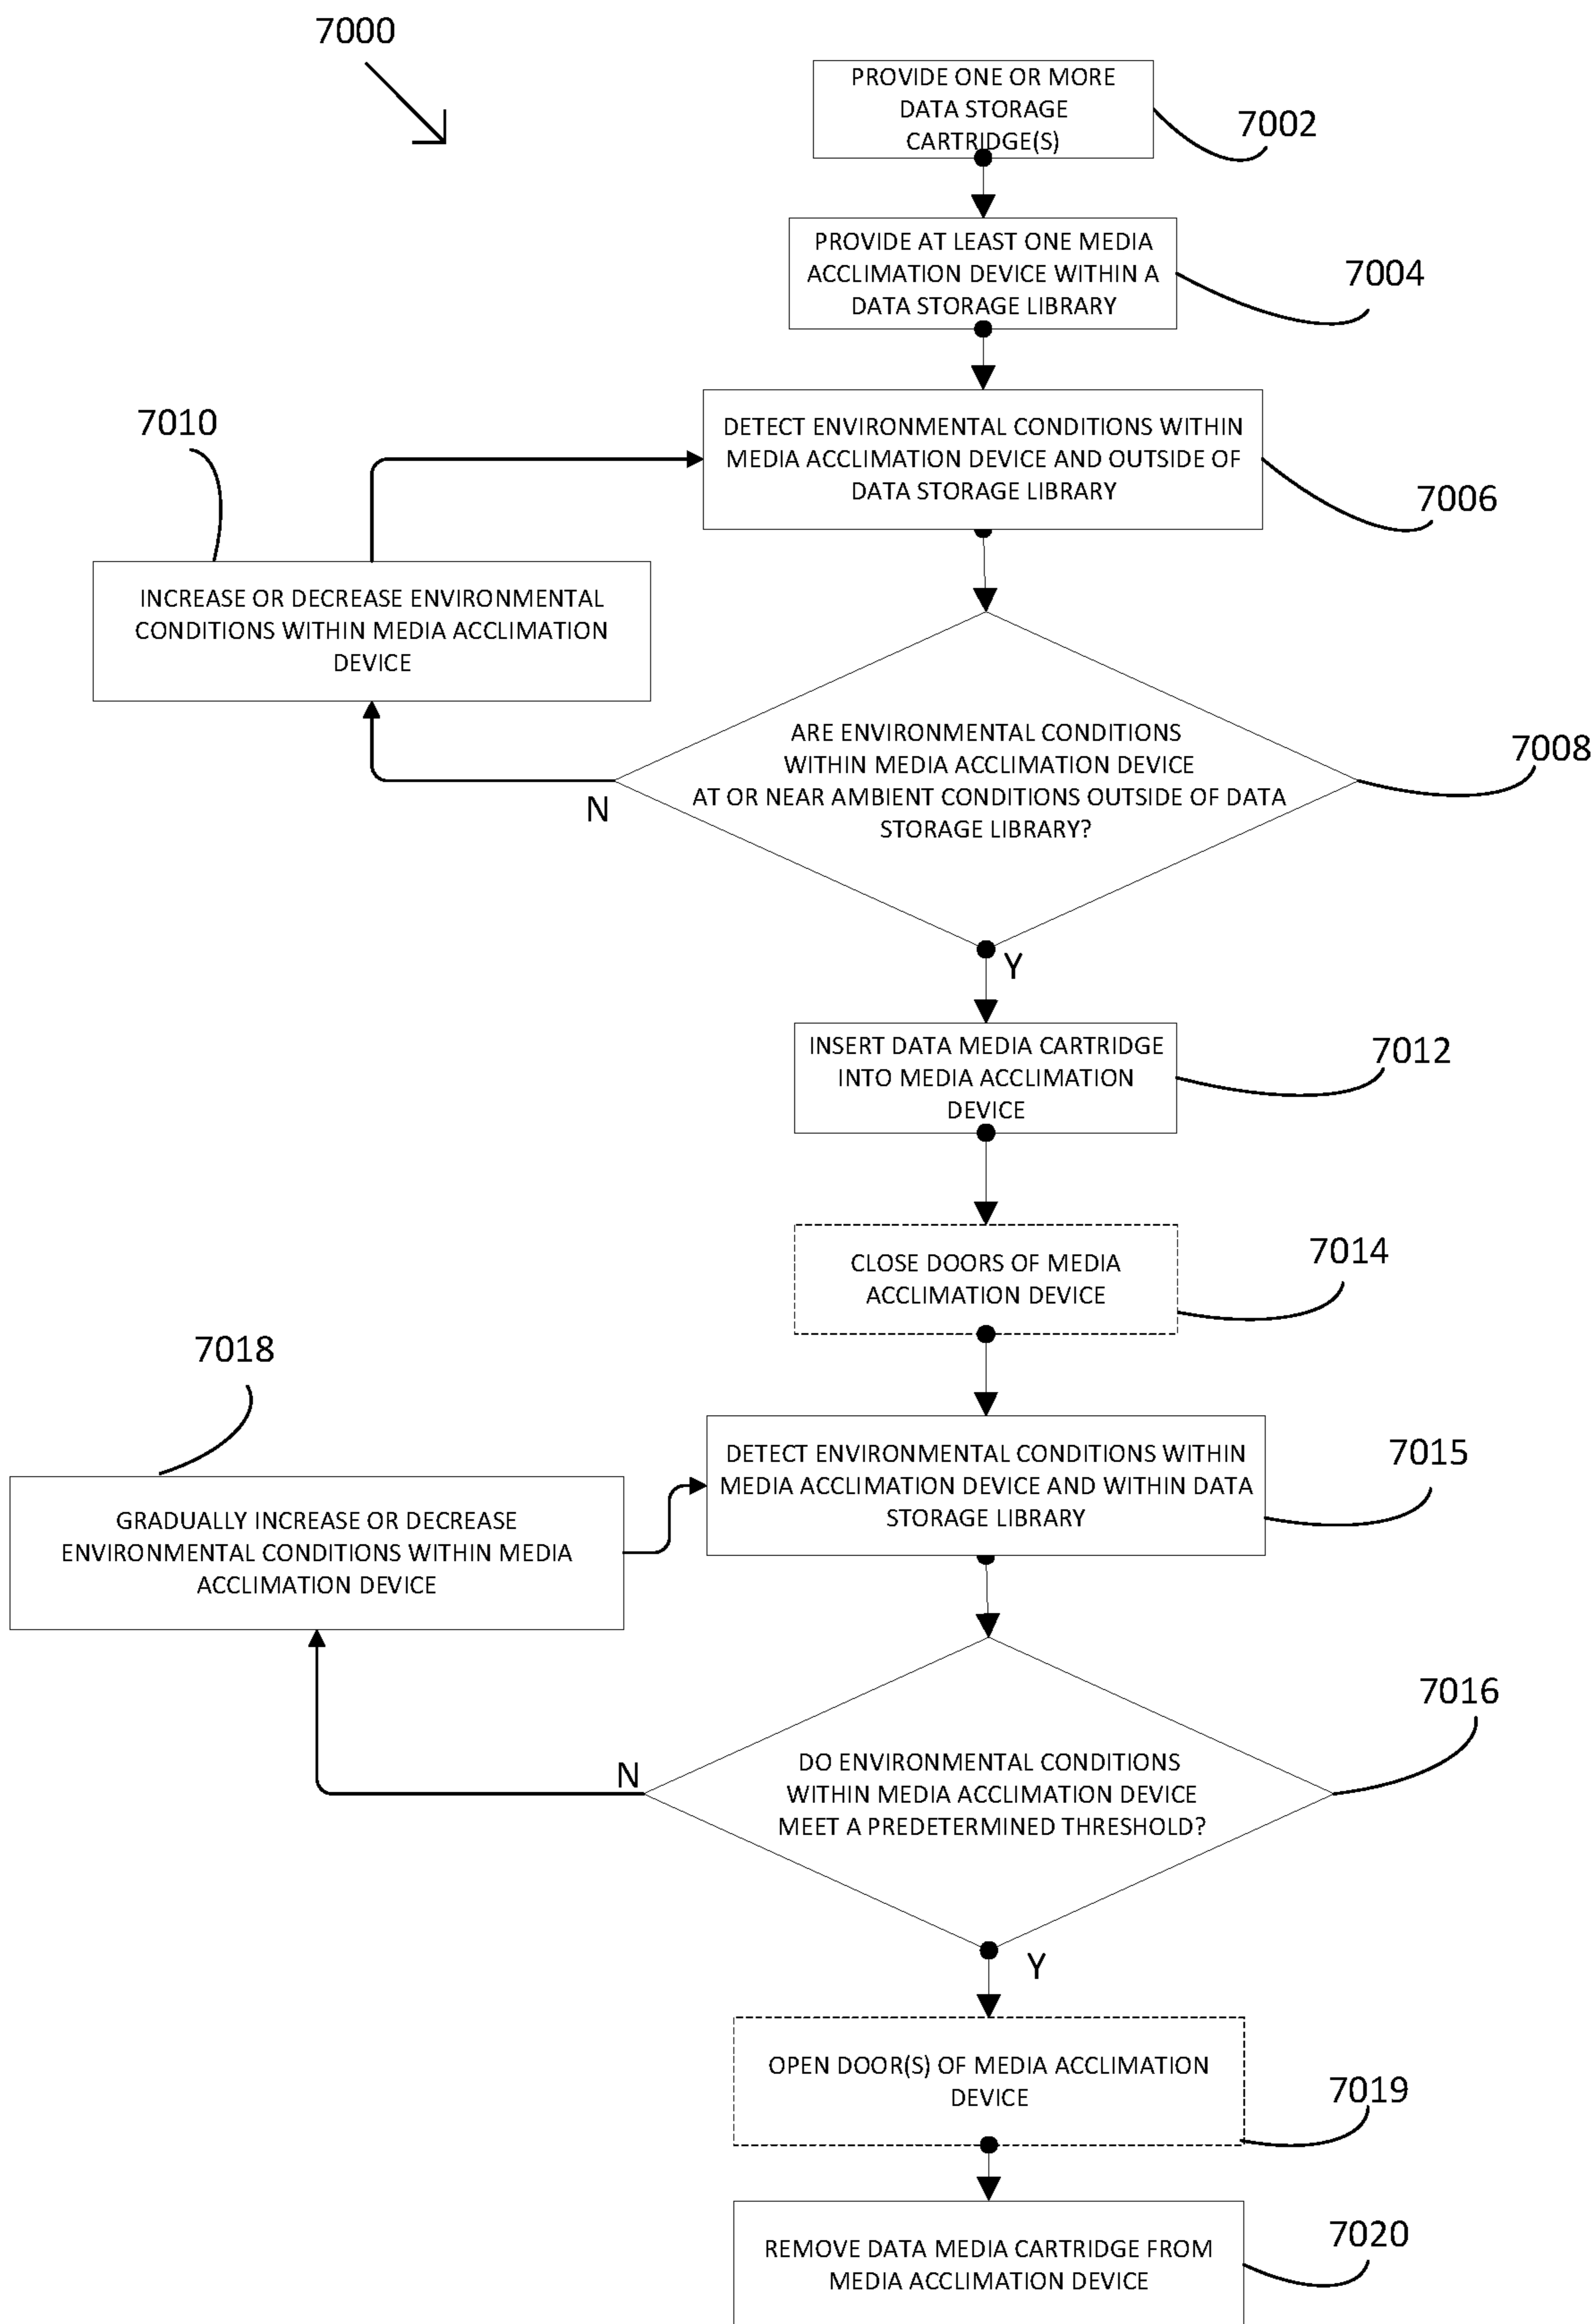 7000
PROVIDE ONE OR MORE
DATA STORAGE
CARTRIDGE(S)
7002
PROVIDE AT LEAST ONE MEDIA
ACCLIMATION DEVICE WITHIN A
DATA STORAGE LIBRARY
7004
DETECT ENVIRONMENTAL CONDITIONS WITHIN
MEDIA ACCLIMATION DEVICE AND OUTSIDE OF
DATA STORAGE LIBRARY
7006
7010
INCREASE OR DECREASE ENVIRONMENTAL
CONDITIONS WITHIN MEDIA ACCLIMATION
DEVICE
ARE ENVIRONMENTAL CONDITIONS
WITHIN MEDIA ACCLIMATION DEVICE
AT OR NEAR AMBIENT CONDITIONS OUTSIDE OF DATA
STORAGE LIBRARY?
7008
N
Y
INSERT DATA MEDIA CARTRIDGE
INTO MEDIA ACCLIMATION
DEVICE
7012
CLOSE DOORS OF MEDIA
ACCLIMATION DEVICE
7014
DETECT ENVIRONMENTAL CONDITIONS WITHIN
MEDIA ACCLIMATION DEVICE AND WITHIN DATA
STORAGE LIBRARY
7015
7018
GRADUALLY INCREASE OR DECREASE
ENVIRONMENTAL CONDITIONS WITHIN MEDIA
ACCLIMATION DEVICE
DO ENVIRONMENTAL CONDITIONS
WITHIN MEDIA ACCLIMATION DEVICE
MEET A PREDETERMINED THRESHOLD?
7016
N
Y
OPEN DOOR(S) OF MEDIA ACCLIMATION
DEVICE
7019
REMOVE DATA MEDIA CARTRIDGE FROM
MEDIA ACCLIMATION DEVICE
7020